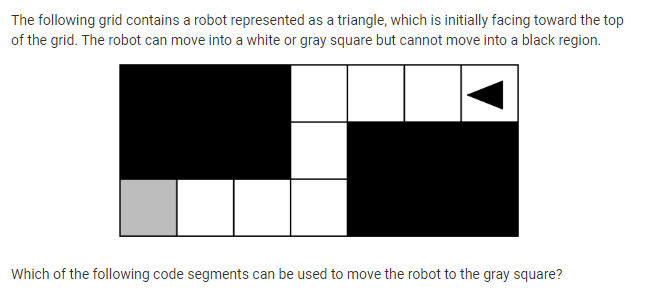 The following grid contains a robot represented as a triangle, which is initially facing toward the top
of the grid. The robot can move into a white or gray square but cannot move into a black region.
Which of the following code segments can be used to move the robot to the gray square?